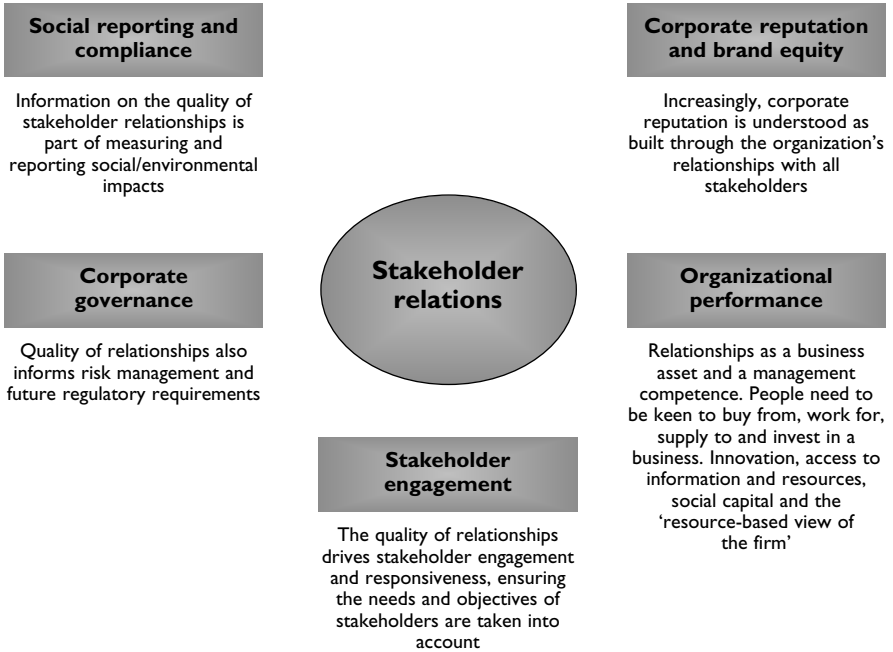 Social reporting and
compliance
Information on the quality of
stakeholder relationships is
part of measuring and
reporting social/environmental
impacts
Corporate reputation
and brand equity
Increasingly, corporate
reputation is understood as
built through the organization’s
relationships with all
stakeholders
Stakeholder
relations
Corporate
governance
Quality of relationships also
informs risk management and
future regulatory requirements
Organizational
performance
Relationships as a business
asset and a management
competence. People need to
be keen to buy from, work for,
supply to and invest in a
business. Innovation, access to
information and resources,
social capital and the
‘resource-based view of
the firm’
Stakeholder
engagement
The quality of relationships
drives stakeholder engagement
and responsiveness, ensuring
the needs and objectives of
stakeholders are taken into
account